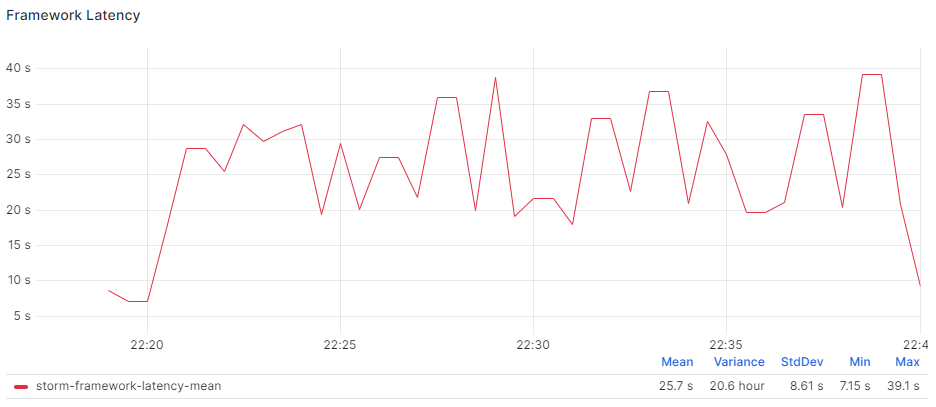 Framework Latency
40 s
35 s
30 s
25 s
20 s
15 s
10 s
5 s
22:20 22:25 22:30 22:35 22:4
Mean Variance StdDev Min Max
storm-framework-latency-mean 25.7 s 20.6 hour 8.61 s 7.15 s 39.1 s